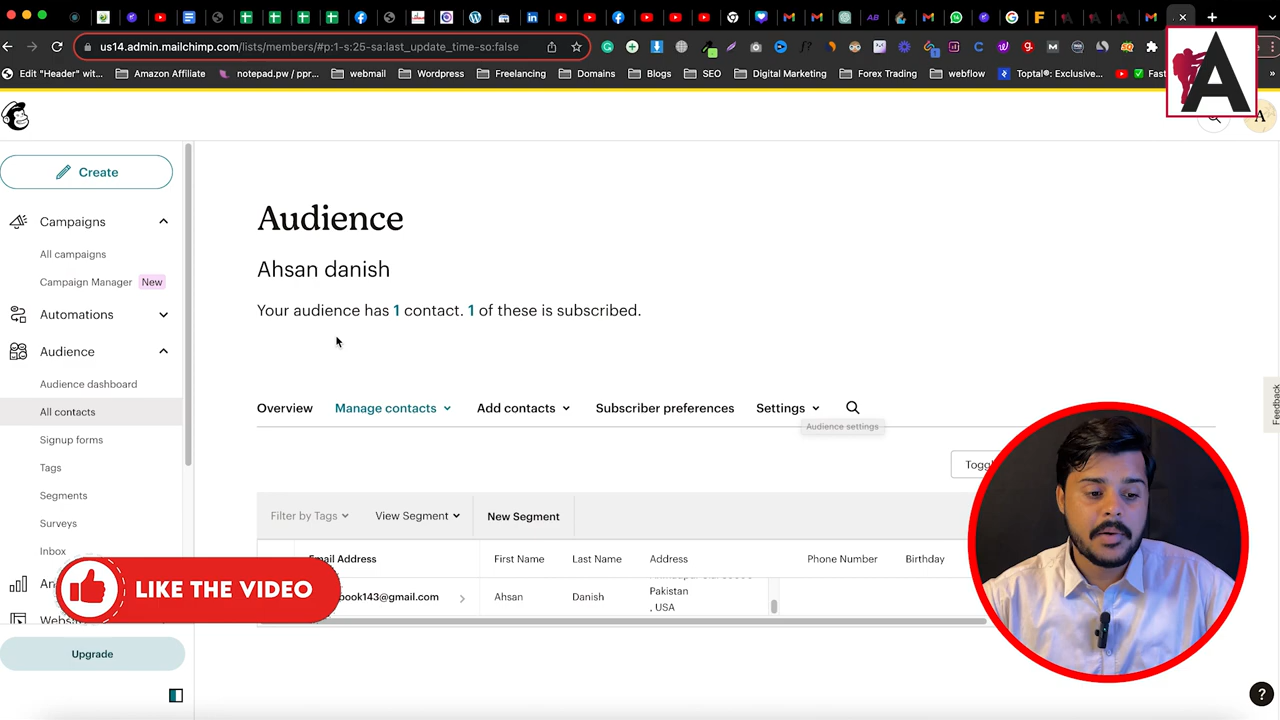 us14.admin.mailchimp.com/lists/members/#p:1-s:25-sa:last_update_time-so:false
Edit "Header" wit...
Amazon Affiliate
notepad.pw / ppr...
webmail
Wordpress
Freelancing
Domains
Blogs
SEO
Digital Marketing
Forex Trading
webflow
Toptal®: Exclusive...
A
A
Create
Campaigns
All campaigns
Campaign Manager New
Automations
Audience
Audience dashboard
All contacts
Signup forms
Tags
Segments
Surveys
Inbox
Upgrade
Audience
Ahsan danish
Your audience has 1 contact. 1 of these is subscribed.
Overview
Manage contacts
Add contacts
Subscriber preferences
Settings
Audience settings
Feedback
Filter by Tags
View Segment
New Segment
Email Address
First Name
Last Name
Address
Phone Number
Birthday
book143@gmail.com
Ahsan
Danish
Pakistan
, USA
LIKE THE VIDEO
?